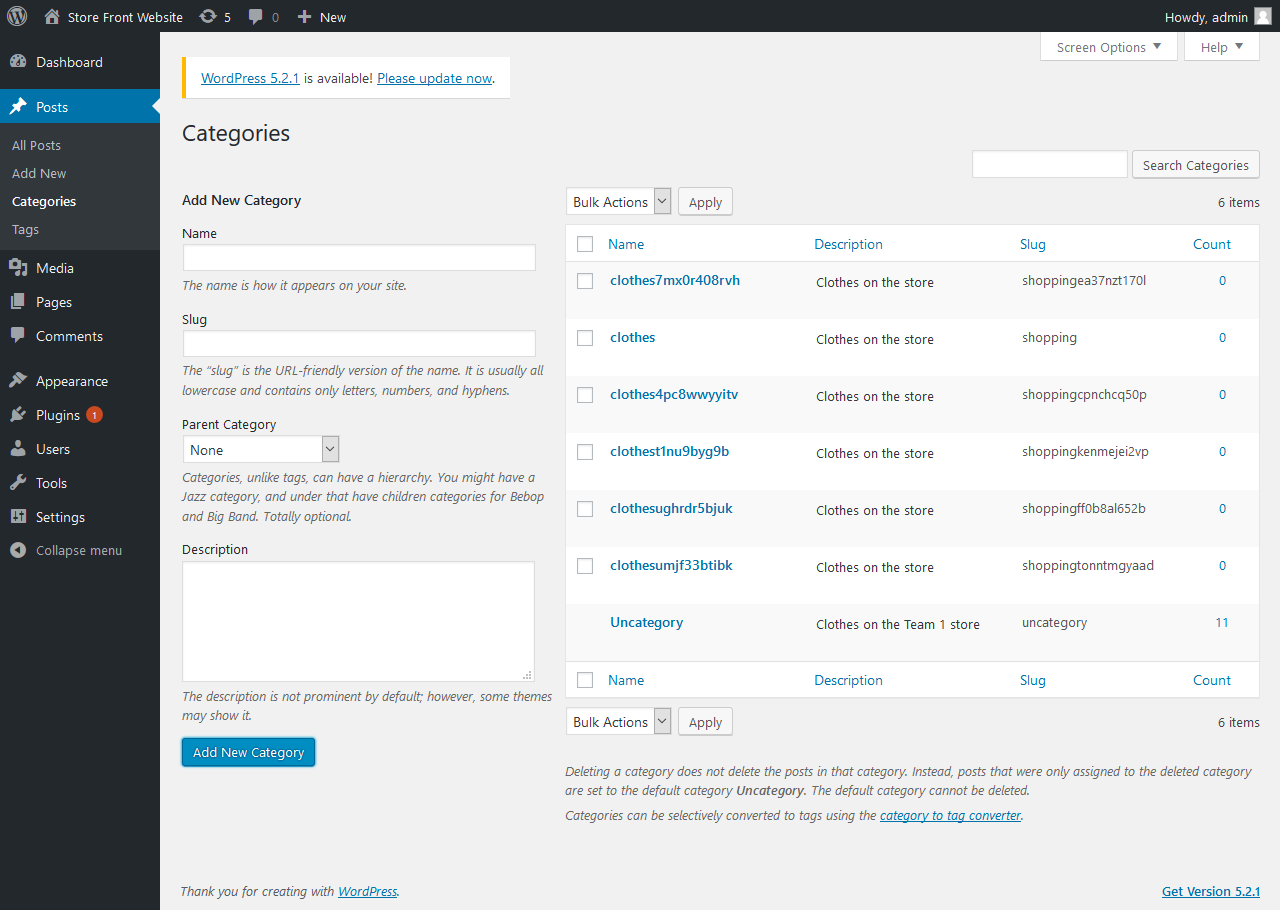 Store Front Website 5 0 New Howdy, admin
Screen Options Help
Dashboard
Posts
All Posts
Add New
Categories
Tags
Media
Pages
Comments
Appearance
Plugins 1
Users
Tools
Settings
Collapse menu
WordPress 5.2.1 is available! Please update now.
Categories
Search Categories
Add New Category
Name
The name is how it appears on your site.
Slug
The “slug” is the URL-friendly version of the name. It is usually all
lowercase and contains only letters, numbers, and hyphens.
Parent Category
None
Categories, unlike tags, can have a hierarchy. You might have a
Jazz category, and under that have children categories for Bebop
and Big Band. Totally optional.
Description
The description is not prominent by default; however, some themes
may show it.
Add New Category
Bulk Actions Apply 6 items
Name Description Slug Count
clothes7mx0r408rvh Clothes on the store shoppingea37nzt170l 0
clothes Clothes on the store shopping 0
clothes4pc8wwyyitv Clothes on the store shoppingcpnchcq50p 0
clothest1nu9byg9b Clothes on the store shoppingkenmejei2vp 0
clothesughrdr5bjuk Clothes on the store shoppingff0b8al652b 0
clothesumjf33btibk Clothes on the store shoppingtonntmgyaad 0
Uncategory Clothes on the Team 1 store uncategory 11
Name Description Slug Count
Bulk Actions Apply 6 items
Deleting a category does not delete the posts in that category. Instead, posts that were only assigned to the deleted category
are set to the default category Uncategory. The default category cannot be deleted.
Categories can be selectively converted to tags using the category to tag converter.
Thank you for creating with WordPress. Get Version 5.2.1